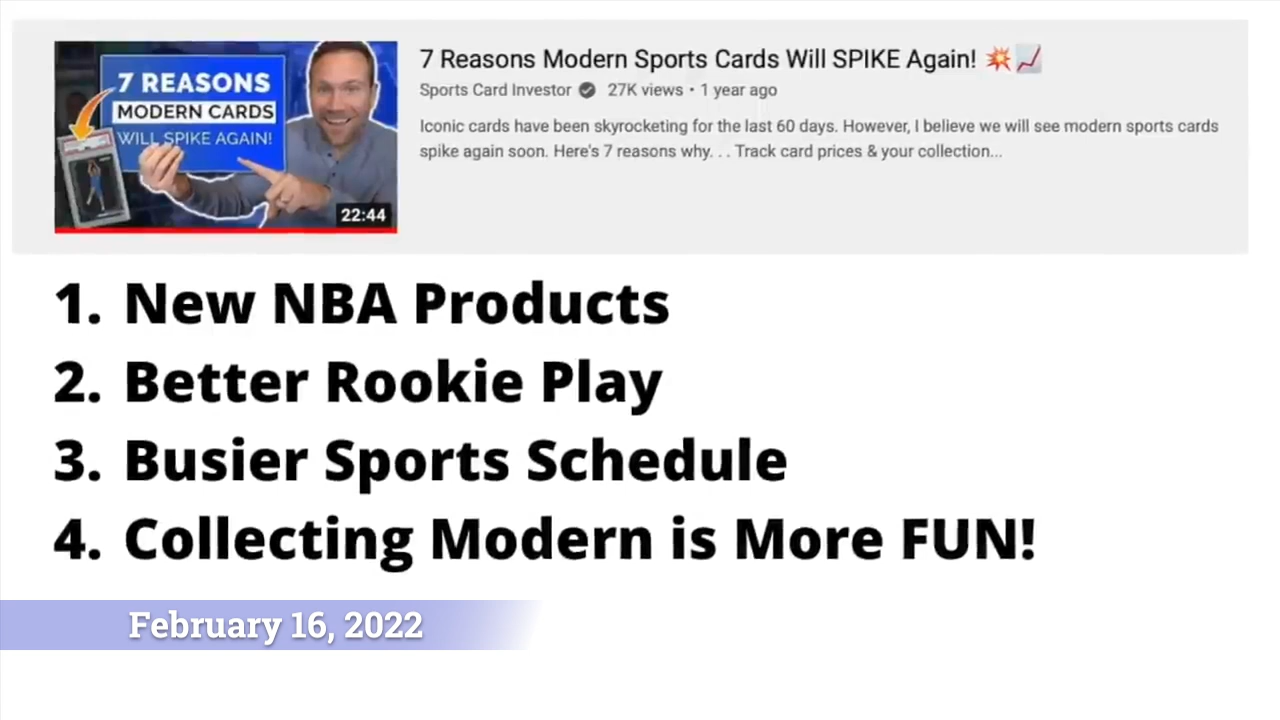 7 REASONS
MODERN CARDS
WILL SPIKE AGAIN!
22:44
7 Reasons Modern Sports Cards Will SPIKE Again! 💥📈
Sports Card Investor 27K views • 1 year ago
Iconic cards have been skyrocketing for the last 60 days. However, I believe we will see modern sports cards
spike again soon. Here's 7 reasons why. . . Track card prices & your collection...
1. New NBA Products
2. Better Rookie Play
3. Busier Sports Schedule
4. Collecting Modern is More FUN!
February 16, 2022